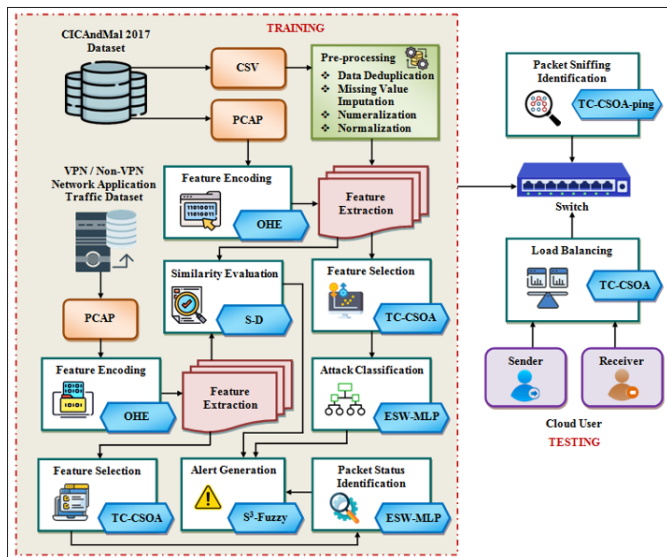 TRAINING
CICAndMal 2017
Dataset
CSV
PCAP
Pre-processing
❖ Data Deduplication
❖ Missing Value
Imputation
❖ Numeralization
❖ Normalization
VPN / Non-VPN
Network Application
Traffic Dataset
Feature Encoding
11010011
OHE
Feature
Extraction
Similarity Evaluation
S-D
Feature Selection
TC-CSOA
PCAP
Feature Encoding
OHE
Feature
Extraction
Attack Classification
ESW-MLP
Feature Selection
TC-CSOA
Alert Generation
S³-Fuzzy
Packet Status
Identification
ESW-MLP
Packet Sniffing
Identification
TC-CSOA-ping
Switch
Load Balancing
TC-CSOA
Sender
Receiver
Cloud User
TESTING